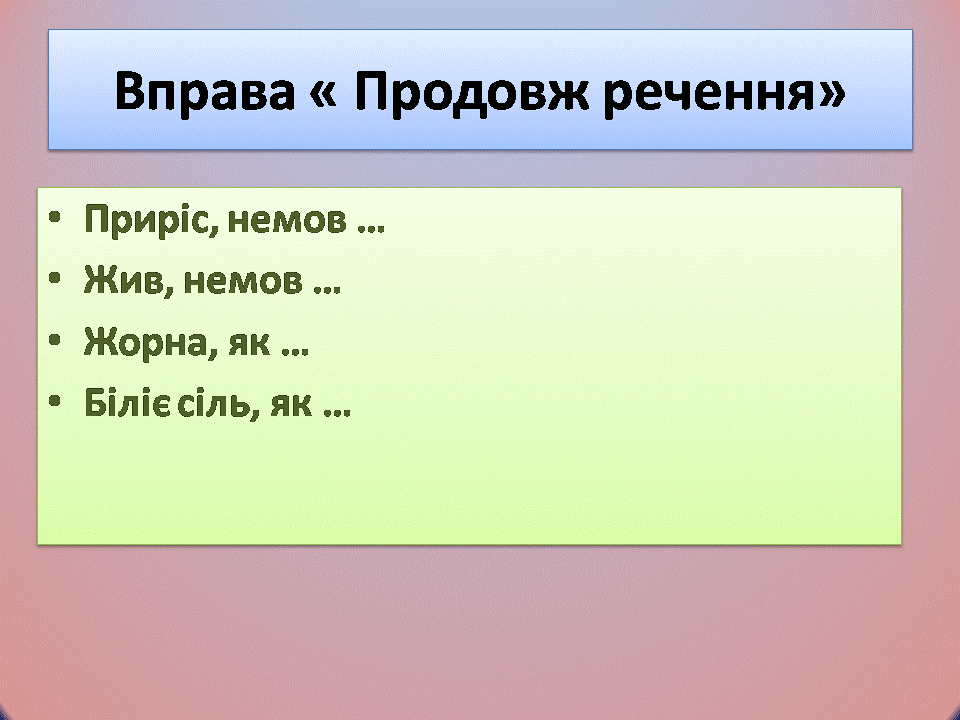 Вправа « Продовж речення»
• Приріс, немов ...
• Жив, немов ...
• Жорна, як ...
• Біліє сіль, як ...